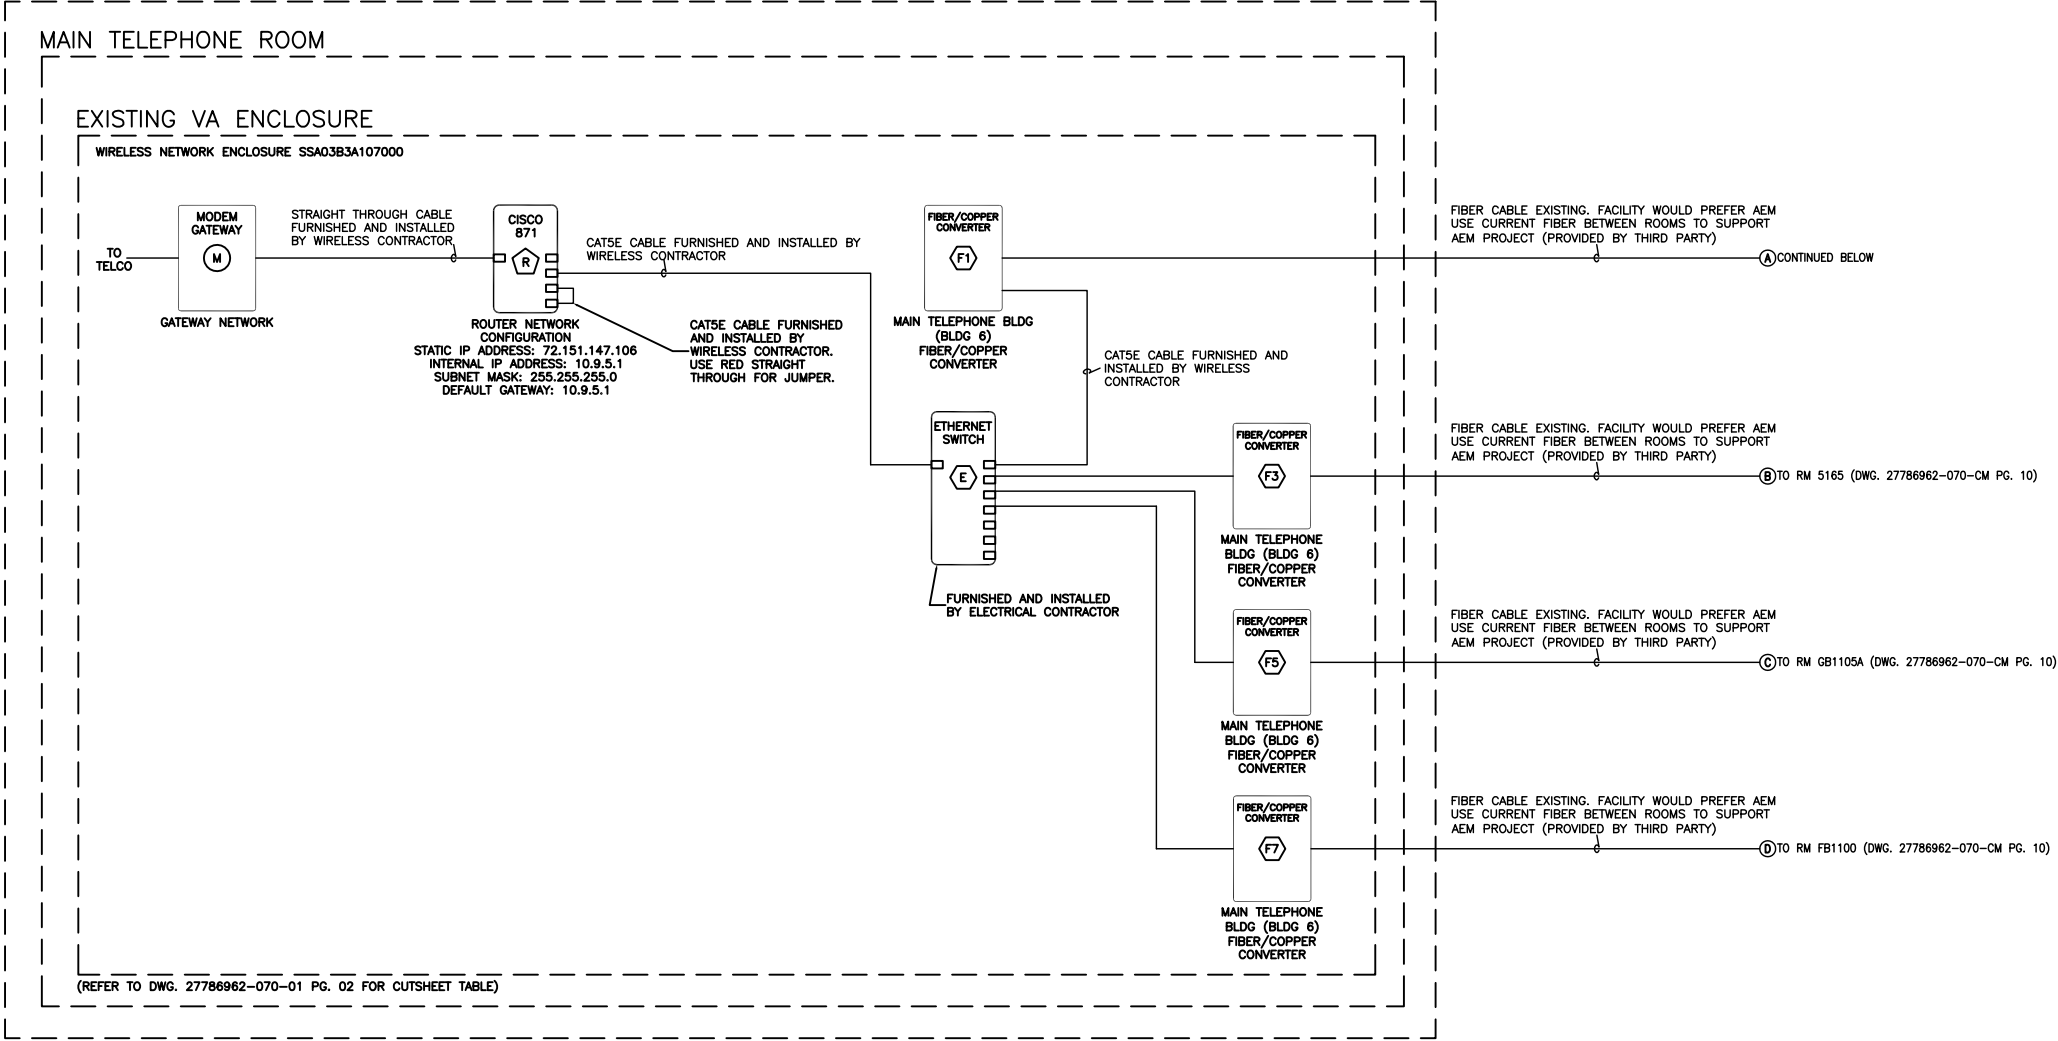 MAIN TELEPHONE ROOM
EXISTING VA ENCLOSURE
WIRELESS NETWORK ENCLOSURE SSA03B3A107000
TO
TELCO
MODEM
GATEWAY
M
GATEWAY NETWORK
STRAIGHT THROUGH CABLE
FURNISHED AND INSTALLED
BY WIRELESS CONTRACTOR
CISCO
871
R
ROUTER NETWORK
CONFIGURATION
STATIC IP ADDRESS: 72.151.147.106
INTERNAL IP ADDRESS: 10.9.5.1
SUBNET MASK: 255.255.255.0
DEFAULT GATEWAY: 10.9.5.1
CAT5E CABLE FURNISHED AND INSTALLED BY
WIRELESS CONTRACTOR
CAT5E CABLE FURNISHED
AND INSTALLED BY
WIRELESS CONTRACTOR.
USE RED STRAIGHT
THROUGH FOR JUMPER.
FIBER/COPPER
CONVERTER
F1
MAIN TELEPHONE BLDG
(BLDG 6)
FIBER/COPPER
CONVERTER
CAT5E CABLE FURNISHED AND
INSTALLED BY WIRELESS
CONTRACTOR
ETHERNET
SWITCH
E
FURNISHED AND INSTALLED
BY ELECTRICAL CONTRACTOR
FIBER/COPPER
CONVERTER
F3
MAIN TELEPHONE
BLDG (BLDG 6)
FIBER/COPPER
CONVERTER
FIBER/COPPER
CONVERTER
F5
MAIN TELEPHONE
BLDG (BLDG 6)
FIBER/COPPER
CONVERTER
FIBER/COPPER
CONVERTER
F7
MAIN TELEPHONE
BLDG (BLDG 6)
FIBER/COPPER
CONVERTER
FIBER CABLE EXISTING. FACILITY WOULD PREFER AEM
USE CURRENT FIBER BETWEEN ROOMS TO SUPPORT
AEM PROJECT (PROVIDED BY THIRD PARTY)
A CONTINUED BELOW
FIBER CABLE EXISTING. FACILITY WOULD PREFER AEM
USE CURRENT FIBER BETWEEN ROOMS TO SUPPORT
AEM PROJECT (PROVIDED BY THIRD PARTY)
B TO RM 5165 (DWG. 27786962-070-CM PG. 10)
FIBER CABLE EXISTING. FACILITY WOULD PREFER AEM
USE CURRENT FIBER BETWEEN ROOMS TO SUPPORT
AEM PROJECT (PROVIDED BY THIRD PARTY)
C TO RM GB1105A (DWG. 27786962-070-CM PG. 10)
FIBER CABLE EXISTING. FACILITY WOULD PREFER AEM
USE CURRENT FIBER BETWEEN ROOMS TO SUPPORT
AEM PROJECT (PROVIDED BY THIRD PARTY)
D TO RM FB1100 (DWG. 27786962-070-CM PG. 10)
(REFER TO DWG. 27786962-070-01 PG. 02 FOR CUTSHEET TABLE)